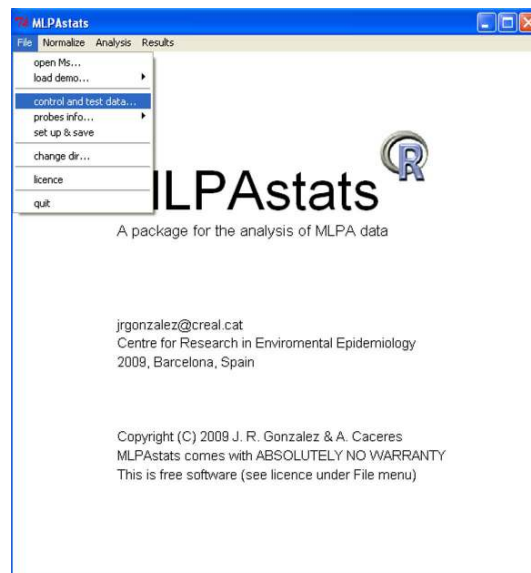 MLPAstats
File Normalize Analysis Results
open Ms...
load demo...
control and test data...
probes info...
set up & save
change dir...
licence
quit
R
LPAstats
A package for the analysis of MLPA data
jrgonzalez@creal.cat
Centre for Research in Enviromental Epidemiology
2009, Barcelona, Spain
Copyright (C) 2009 J. R. Gonzalez & A. Caceres
MLPAstats comes with ABSOLUTELY NO WARRANTY
This is free software (see licence under File menu)